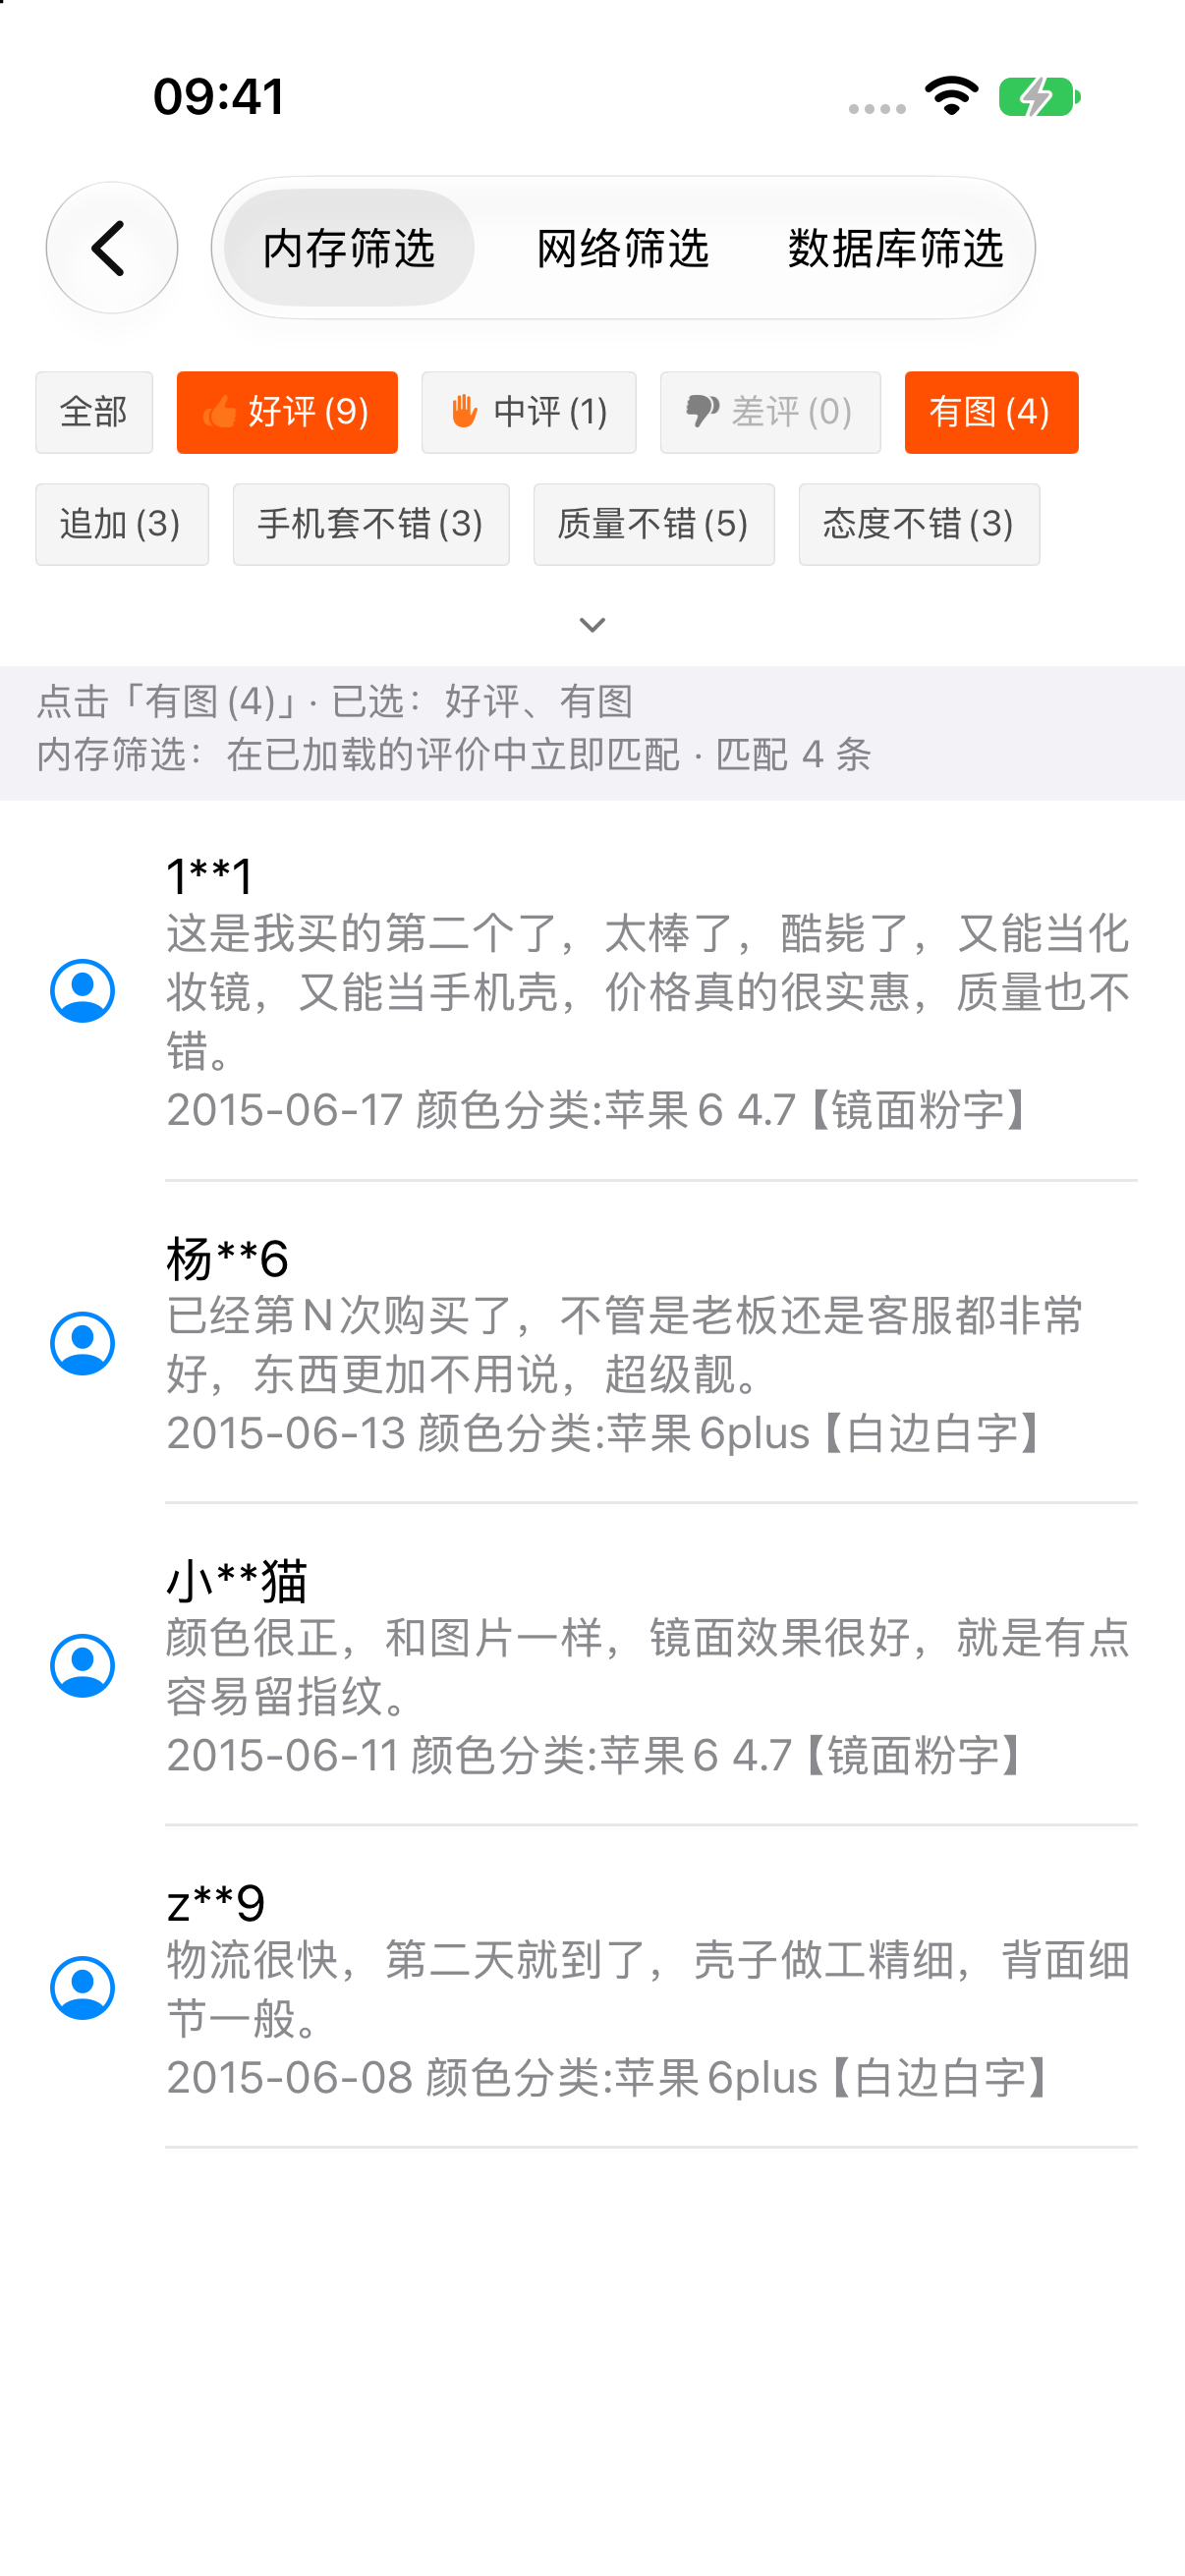 09:41
内存筛选 网络筛选 数据库筛选
全部 好评 (9) 中评 (1) 差评 (0) 有图 (4)
追加 (3) 手机套不错 (3) 质量不错 (5) 态度不错 (3)
点击「有图 (4)」· 已选：好评、有图
内存筛选：在已加载的评价中立即匹配 · 匹配 4 条
1**1
这是我买的第二个了，太棒了，酷毙了，又能当化
妆镜，又能当手机壳，价格真的很实惠，质量也不
错。
2015-06-17 颜色分类:苹果 6 4.7【镜面粉字】
杨**6
已经第 N 次购买了，不管是老板还是客服都非常
好，东西更加不用说，超级靓。
2015-06-13 颜色分类:苹果 6plus【白边白字】
小**猫
颜色很正，和图片一样，镜面效果很好，就是有点
容易留指纹。
2015-06-11 颜色分类:苹果 6 4.7【镜面粉字】
z**9
物流很快，第二天就到了，壳子做工精细，背面细
节一般。
2015-06-08 颜色分类:苹果 6plus【白边白字】